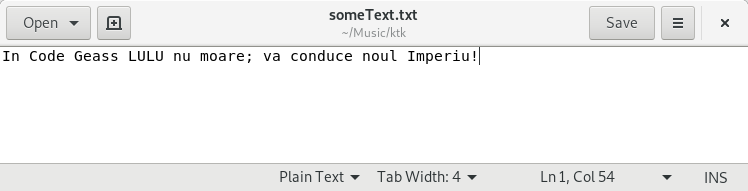 Open
someText.txt
~/Music/ktk
Save
In Code Geass LULU nu moare; va conduce noul Imperiu!
Plain Text
Tab Width: 4
Ln 1, Col 54
INS